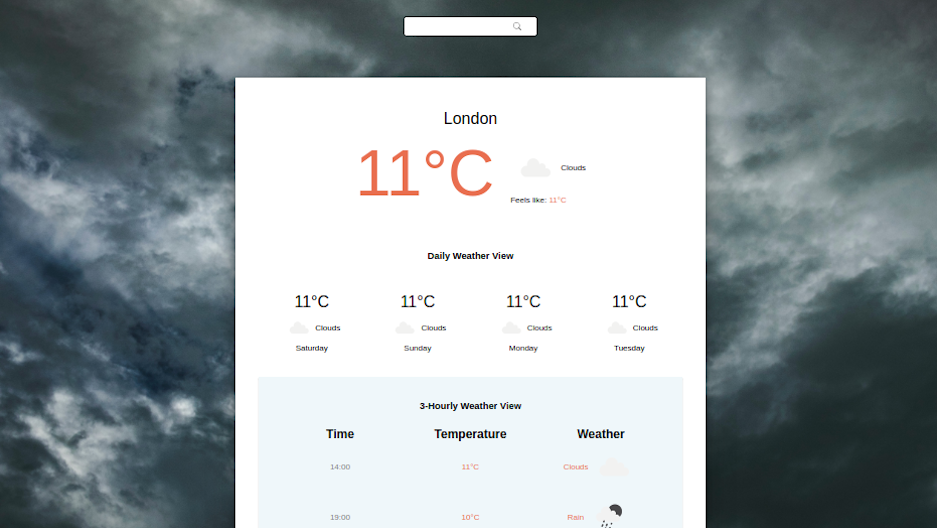 London
11°C
Clouds
Feels like: 11°C
Daily Weather View
11°C 11°C 11°C 11°C
Clouds Clouds Clouds Clouds
Saturday Sunday Monday Tuesday
3-Hourly Weather View
Time Temperature Weather
14:00 11°C Clouds
19:00 10°C Rain